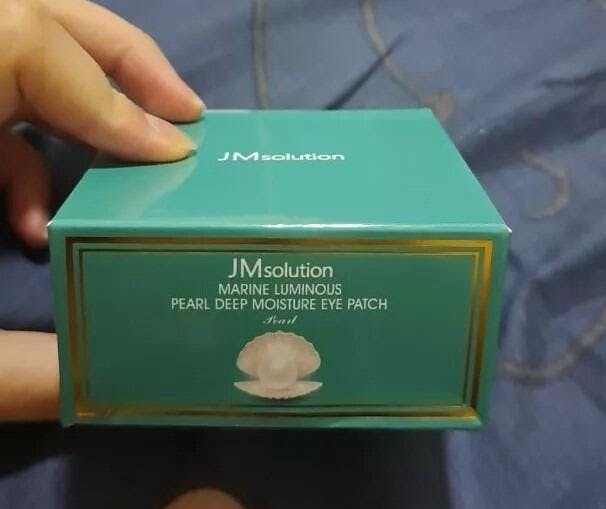 JMsolution
JMsolution
MARINE LUMINOUS
PEARL DEEP MOISTURE EYE PATCH
Pearl